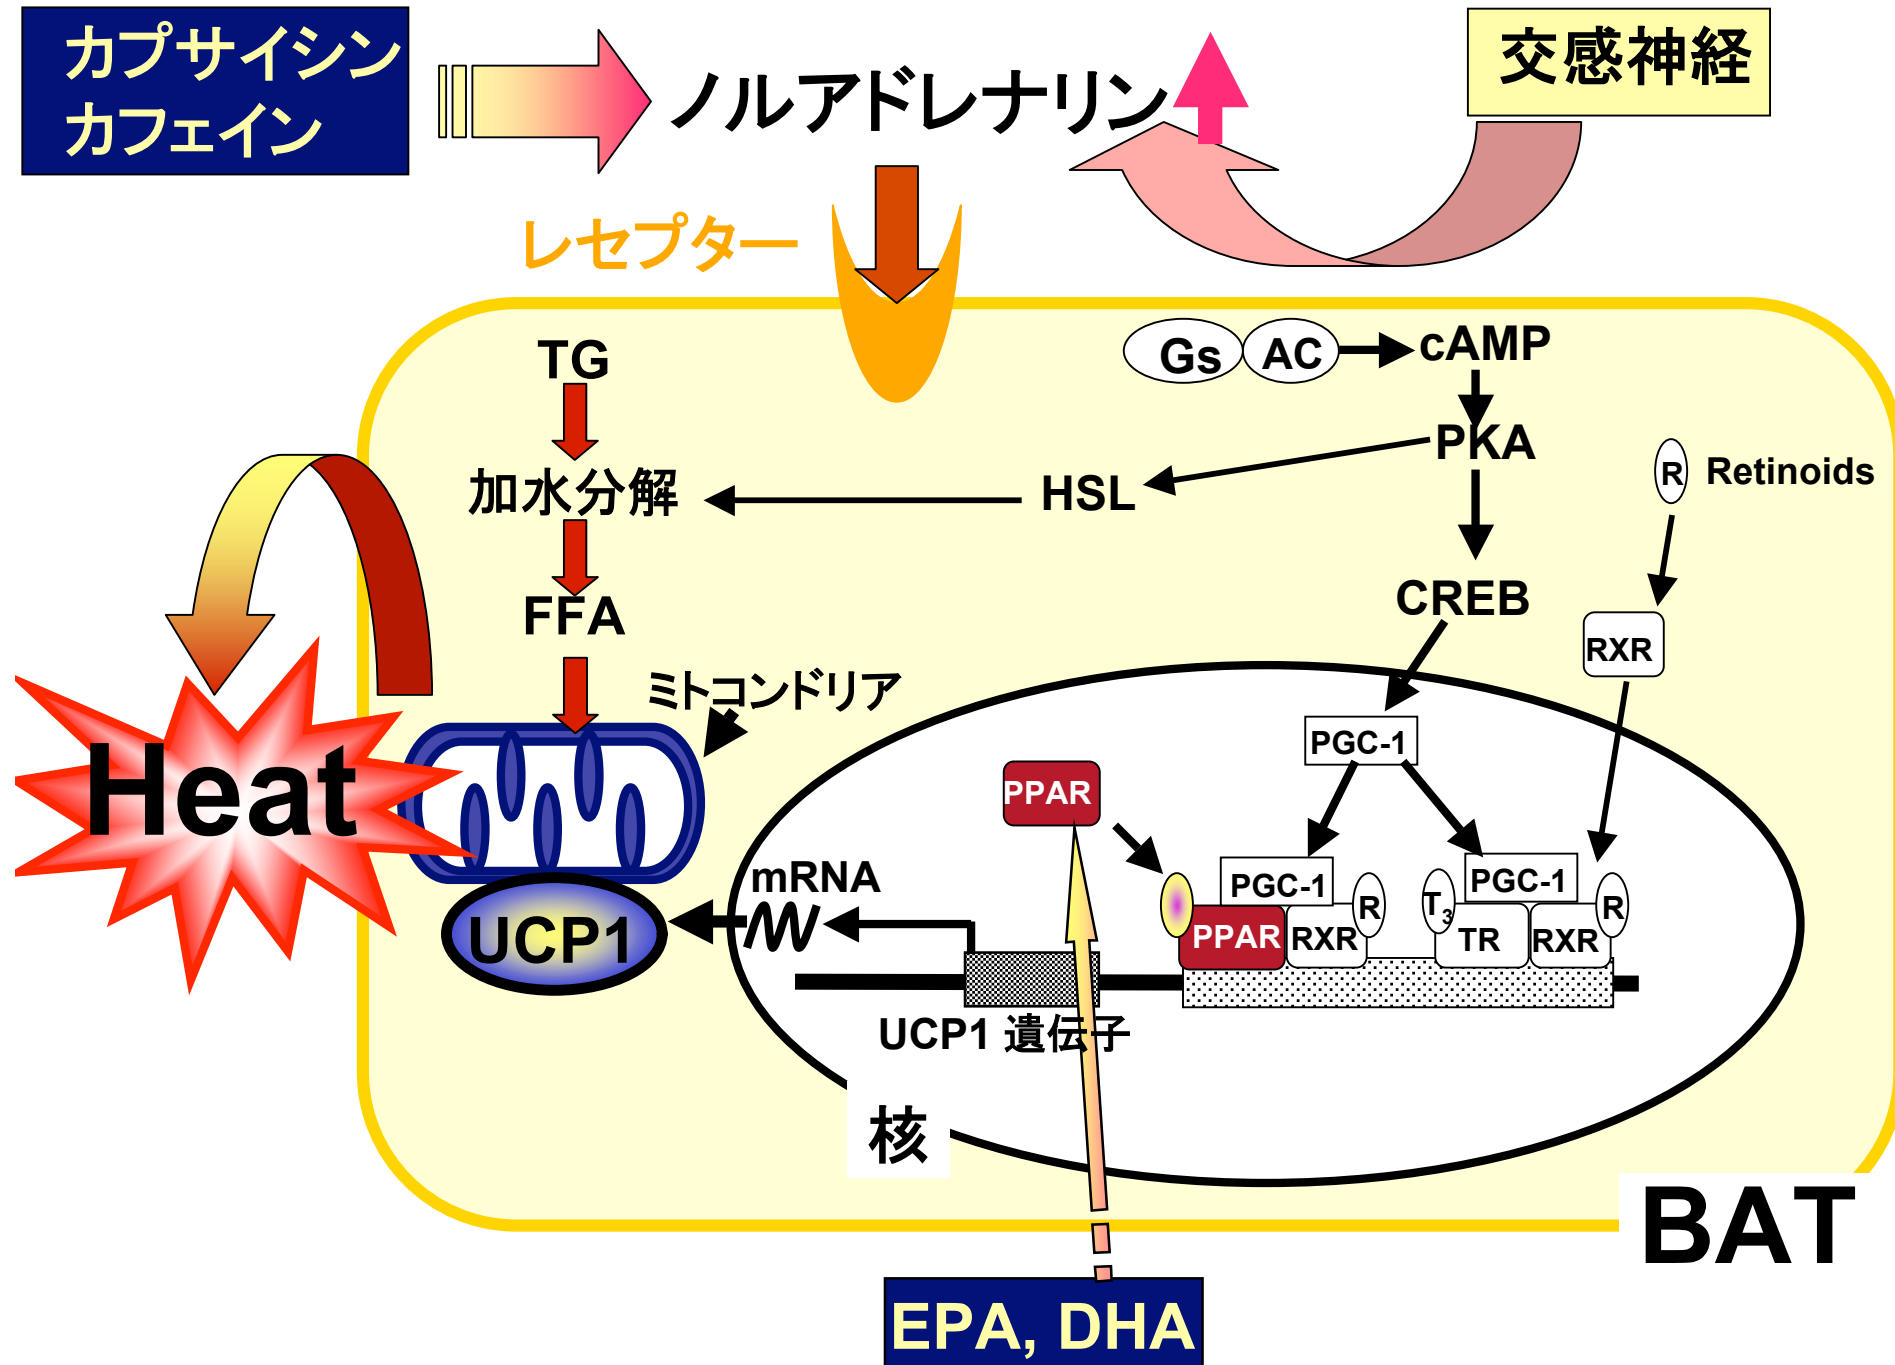 カプサイシン
カフェイン
ノルアドレナリン
交感神経
レセプター
TG
Gs
AC
cAMP
PKA
加水分解
HSL
R
Retinoids
FFA
CREB
RXR
ミトコンドリア
PGC-1
Heat
PPAR
mRNA
PGC-1
R
PGC-1
T3
R
UCP1
PPAR
RXR
TR
RXR
UCP1 遺伝子
核
BAT
EPA, DHA